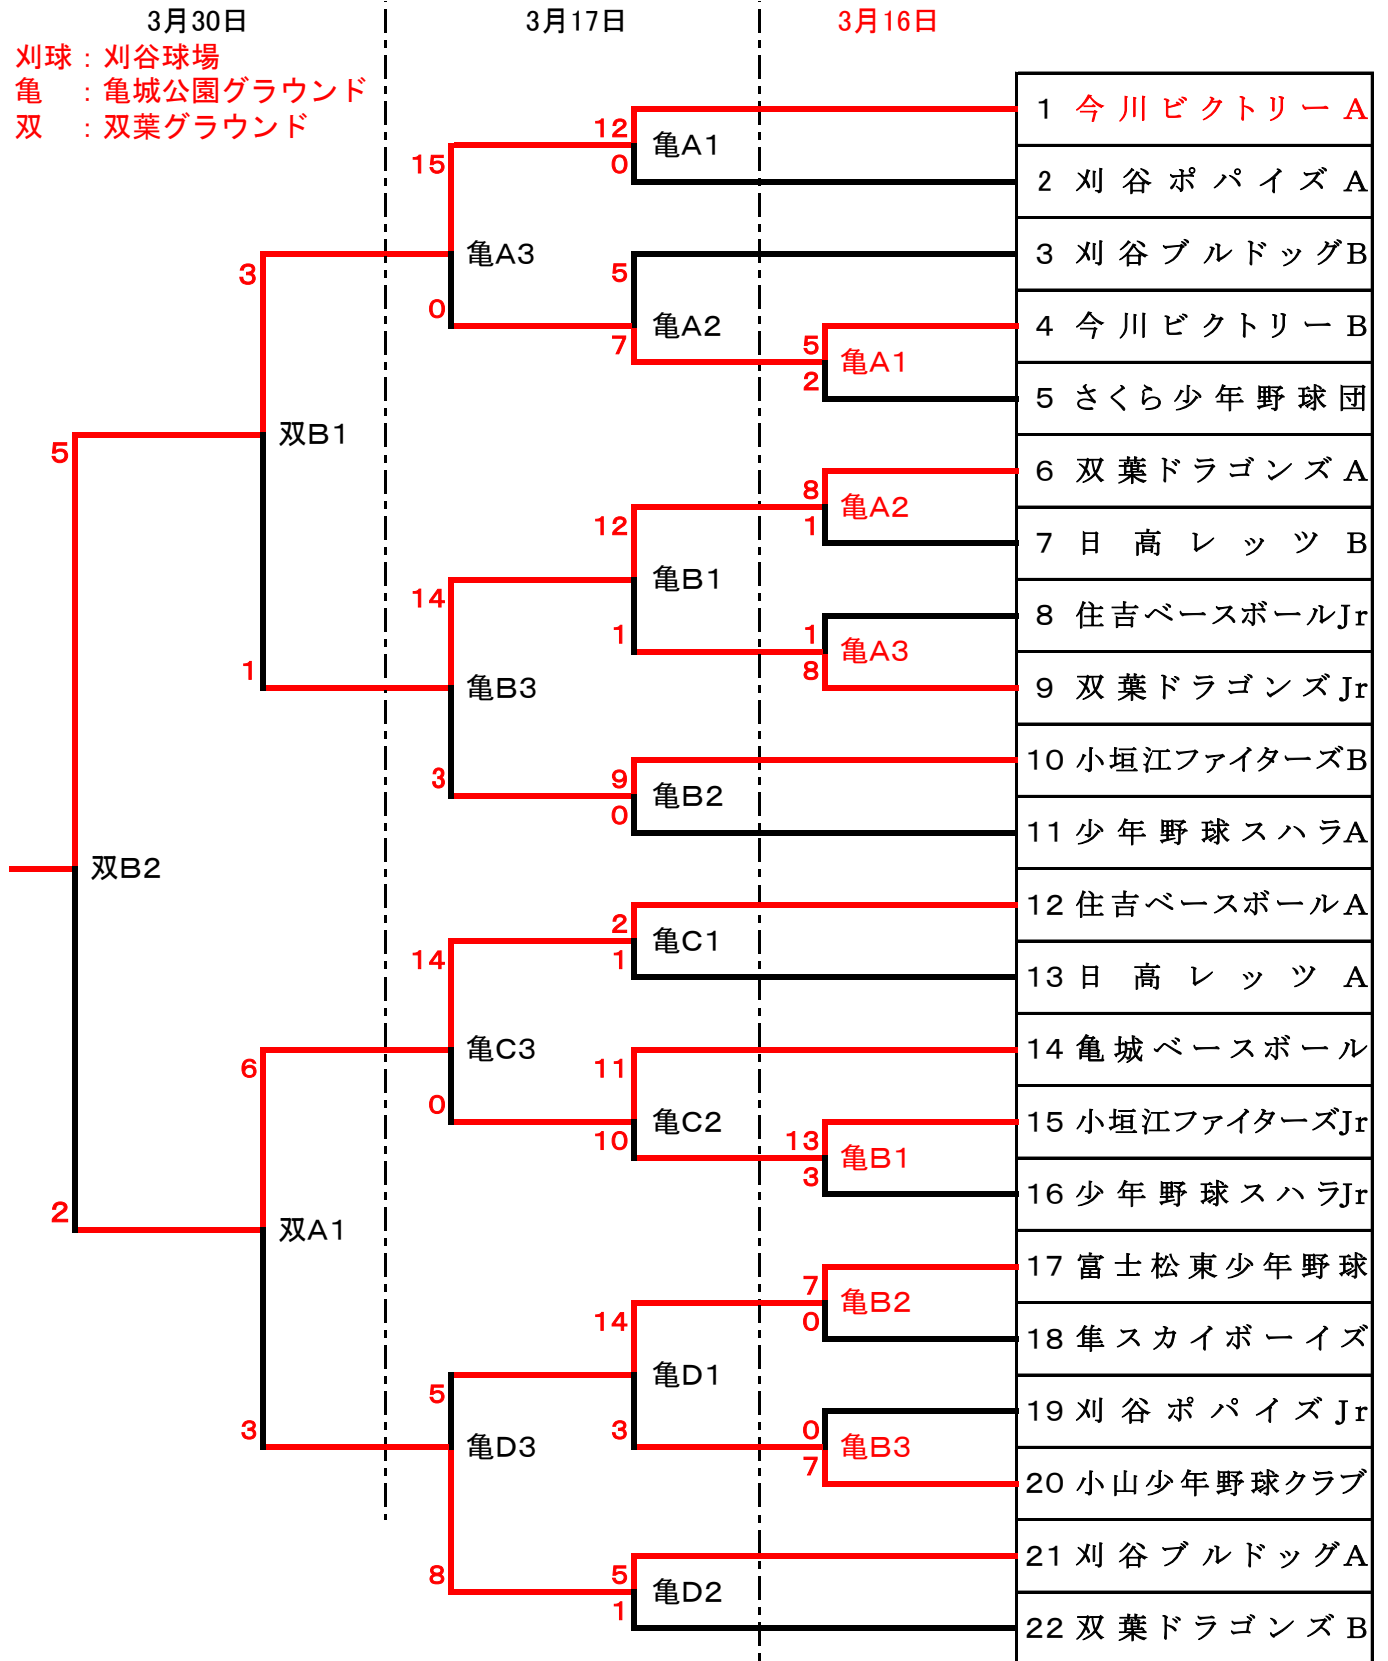 3月30日 3月17日 3月16日
刈球：刈谷球場
亀　：亀城公園グラウンド
双　：双葉グラウンド
1 今川ビクトリーA
12 亀A1
0
15
2 刈谷ポパイズA
亀A3
3 刈谷ブルドッグB
3
5
0
亀A2
4 今川ビクトリーB
7
5 亀A1
2
5 さくら少年野球団
双B1
5
6 双葉ドラゴンズA
8 亀A2
1
12
7 日高レッツB
亀B1
14
8 住吉ベースボールJr
1
1 亀A3
8
1
亀B3
9 双葉ドラゴンズJr
10 小垣江ファイターズB
3
9 亀B2
0
11 少年野球スハラA
双B2
12 住吉ベースボールA
2 亀C1
1
14
13 日高レッツA
亀C3
14 亀城ベースボール
6
11
0
亀C2
15 小垣江ファイターズJr
10
13 亀B1
3
16 少年野球スハラJr
2
双A1
17 富士松東少年野球
7 亀B2
0
14
18 隼スカイボーイズ
亀D1
5
19 刈谷ポパイズJr
3
3
0 亀B3
7
亀D3
20 小山少年野球クラブ
21 刈谷ブルドッグA
8
5 亀D2
1
22 双葉ドラゴンズB